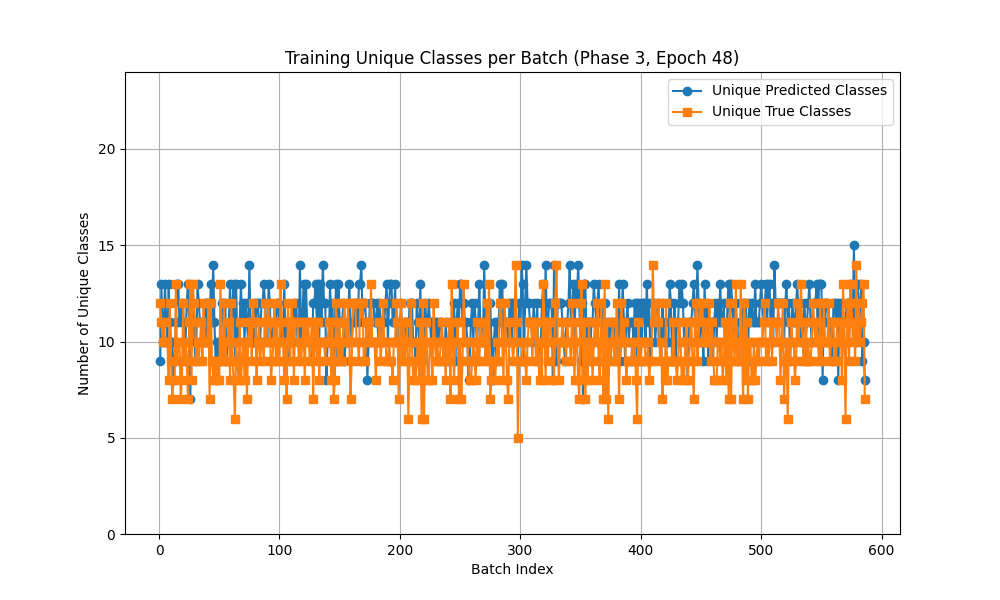 Training Unique Classes per Batch (Phase 3, Epoch 48)
Unique Predicted Classes
Unique True Classes
Number of Unique Classes
20
15
10
5
0
0 100 200 300 400 500 600
Batch Index